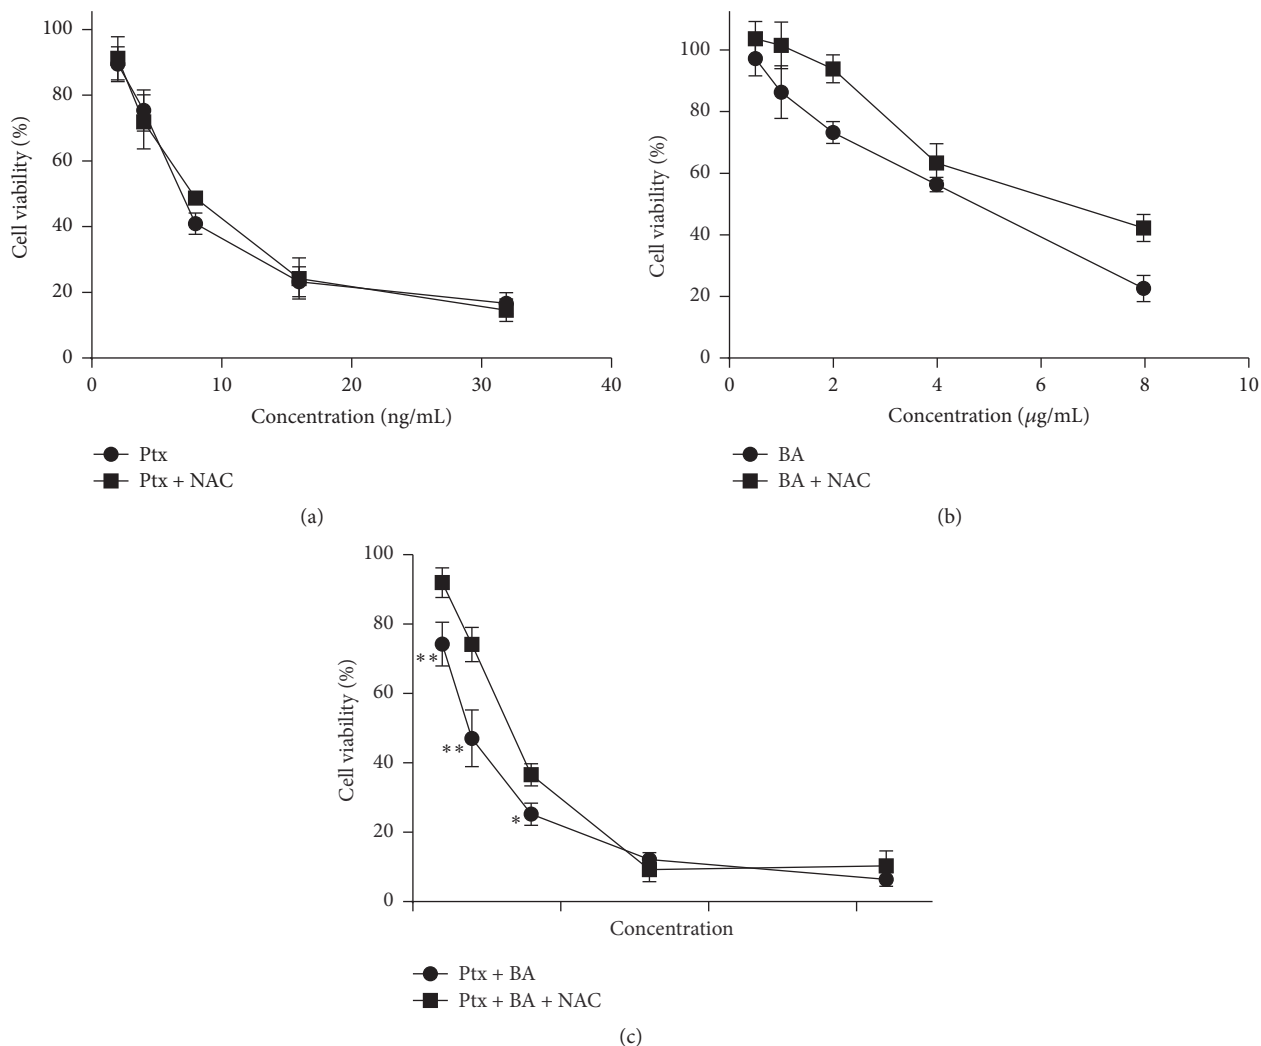 100
80
60
40
20
0
Cell viability (%)
0 10 20 30 40
Concentration (ng/mL)
Ptx
Ptx + NAC
(a)
100
80
60
40
20
0
Cell viability (%)
0 2 4 6 8 10
Concentration (μg/mL)
BA
BA + NAC
(b)
100
80
60
40
20
0
Cell viability (%)
**
**
*
Concentration
Ptx + BA
Ptx + BA + NAC
(c)